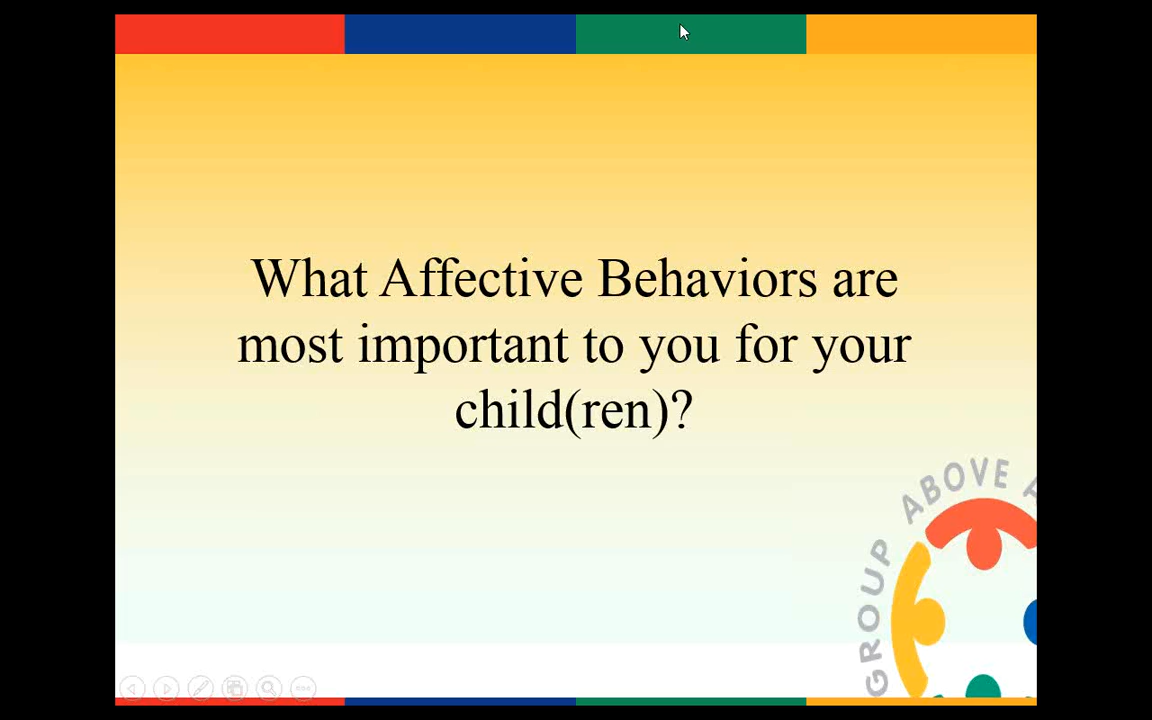 What Affective Behaviors are
most important to you for your
child(ren)?
GROUP ABOVE